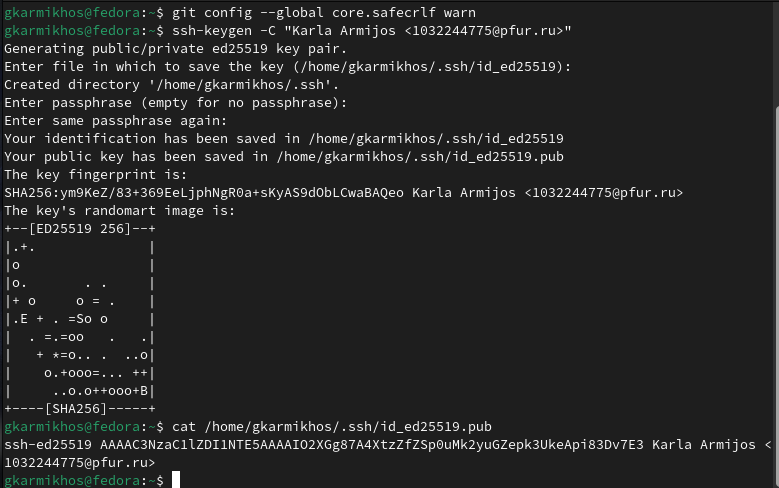 gkarmikhos@fedora:~$ git config --global core.safecrlf warn
gkarmikhos@fedora:~$ ssh-keygen -C "Karla Armijos <1032244775@pfur.ru>"
Generating public/private ed25519 key pair.
Enter file in which to save the key (/home/gkarmikhos/.ssh/id_ed25519):
Created directory '/home/gkarmikhos/.ssh'.
Enter passphrase (empty for no passphrase):
Enter same passphrase again:
Your identification has been saved in /home/gkarmikhos/.ssh/id_ed25519
Your public key has been saved in /home/gkarmikhos/.ssh/id_ed25519.pub
The key fingerprint is:
SHA256:ym9KeZ/83+369EeLjphNgR0a+sKyAS9dObLCwaBAQeo Karla Armijos <1032244775@pfur.ru>
The key's randomart image is:
+--[ED25519 256]--+
|.+.              |
|o                |
|o.       . .     |
|+ o     o = .    |
|.E + . =So o     |
|  . =.=oo   .   .|
|   + *=o.. .  ..o|
|    o.+ooo=... ++|
|     ..o.o++ooo+B|
+----[SHA256]-----+
gkarmikhos@fedora:~$ cat /home/gkarmikhos/.ssh/id_ed25519.pub
ssh-ed25519 AAAAC3NzaC1lZDI1NTE5AAAAIO2XGg87A4XtzZfZSp0uMk2yuGZepk3UkeApi83Dv7E3 Karla Armijos <
1032244775@pfur.ru>
gkarmikhos@fedora:~$